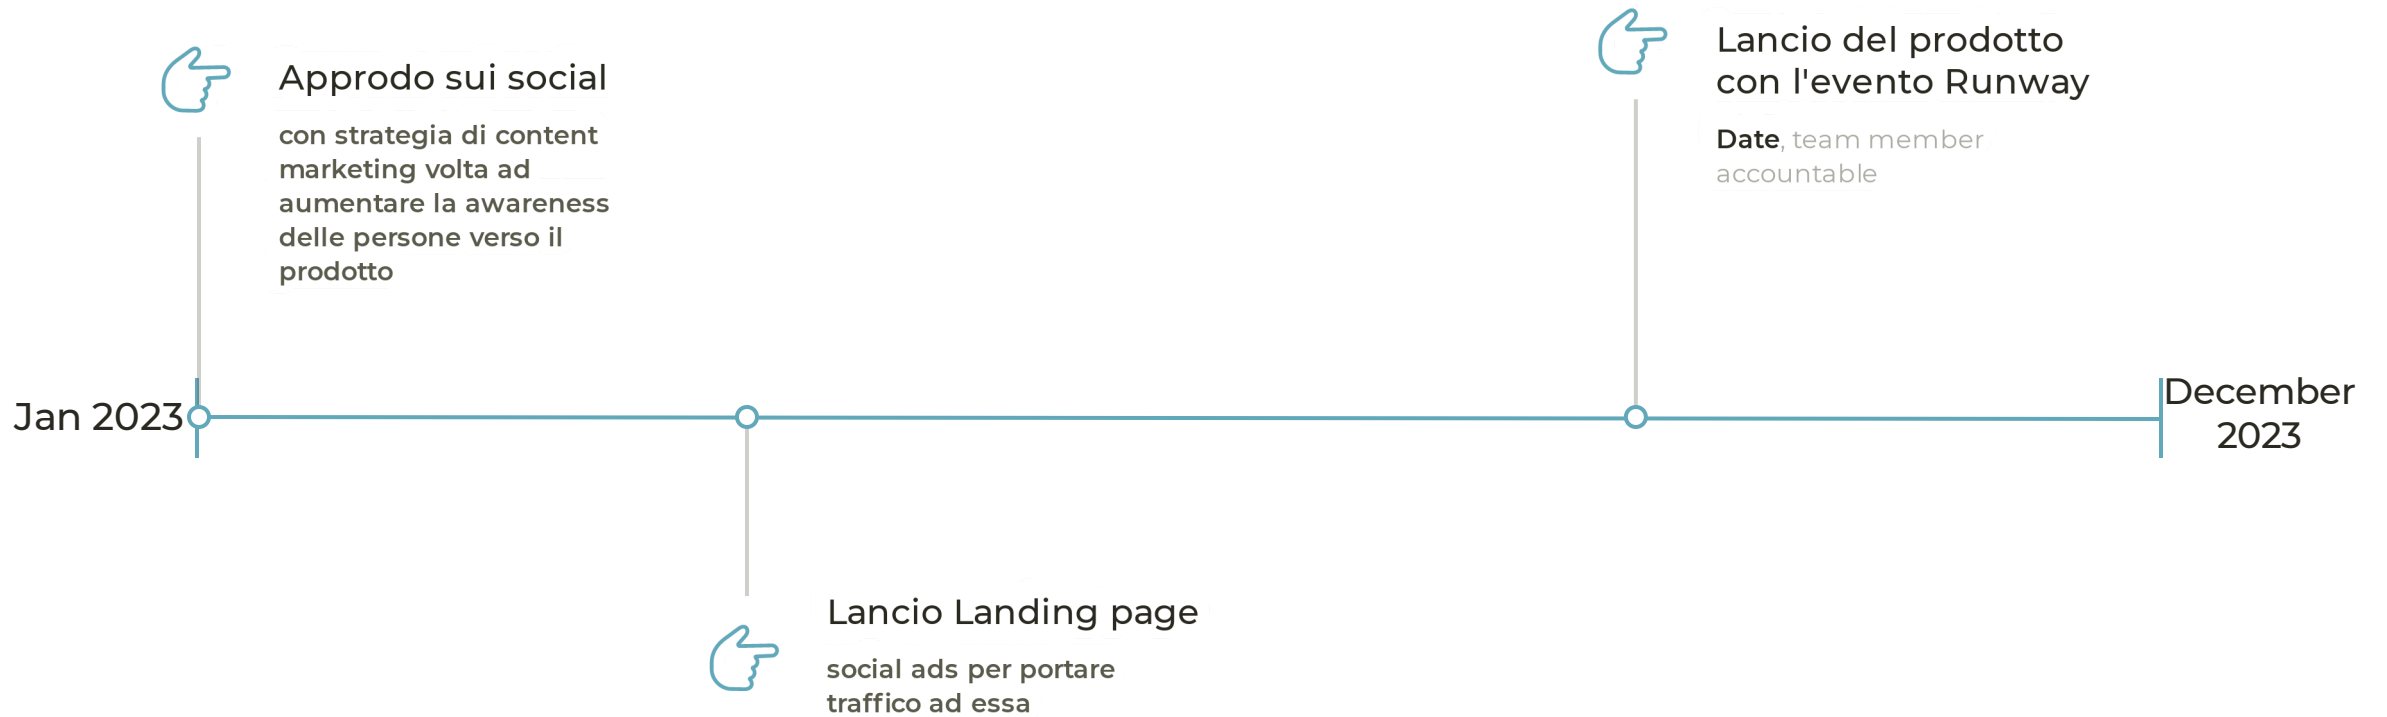 Approdo sui social
con strategia di content
marketing volta ad
aumentare la awareness
delle persone verso il
prodotto
Lancio del prodotto
con l'evento Runway
Date, team member
accountable
Jan 2023
December
2023
Lancio Landing page
social ads per portare
traffico ad essa